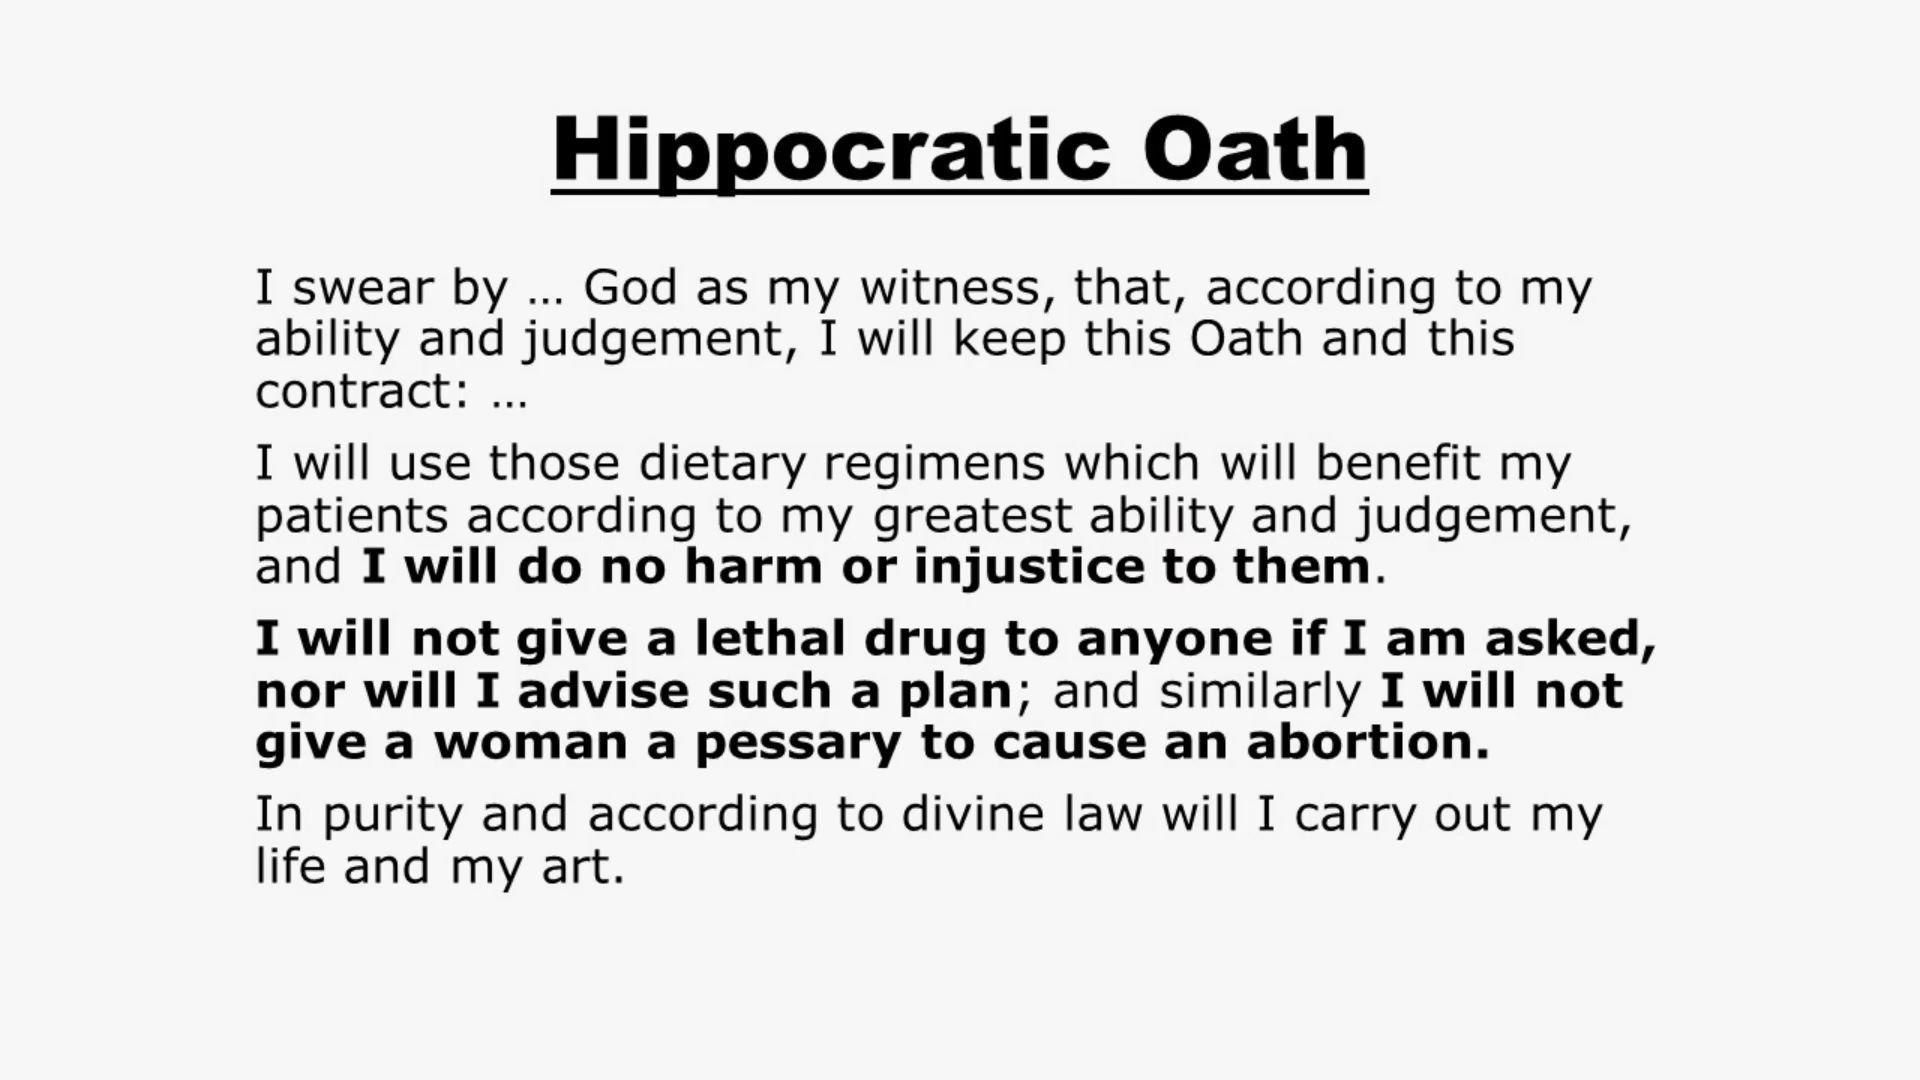 Hippocratic Oath
I swear by ... God as my witness, that, according to my
ability and judgement, I will keep this Oath and this
contract: ...
I will use those dietary regimens which will benefit my
patients according to my greatest ability and judgement,
and I will do no harm or injustice to them.
I will not give a lethal drug to anyone if I am asked,
nor will I advise such a plan; and similarly I will not
give a woman a pessary to cause an abortion.
In purity and according to divine law will I carry out my
life and my art.